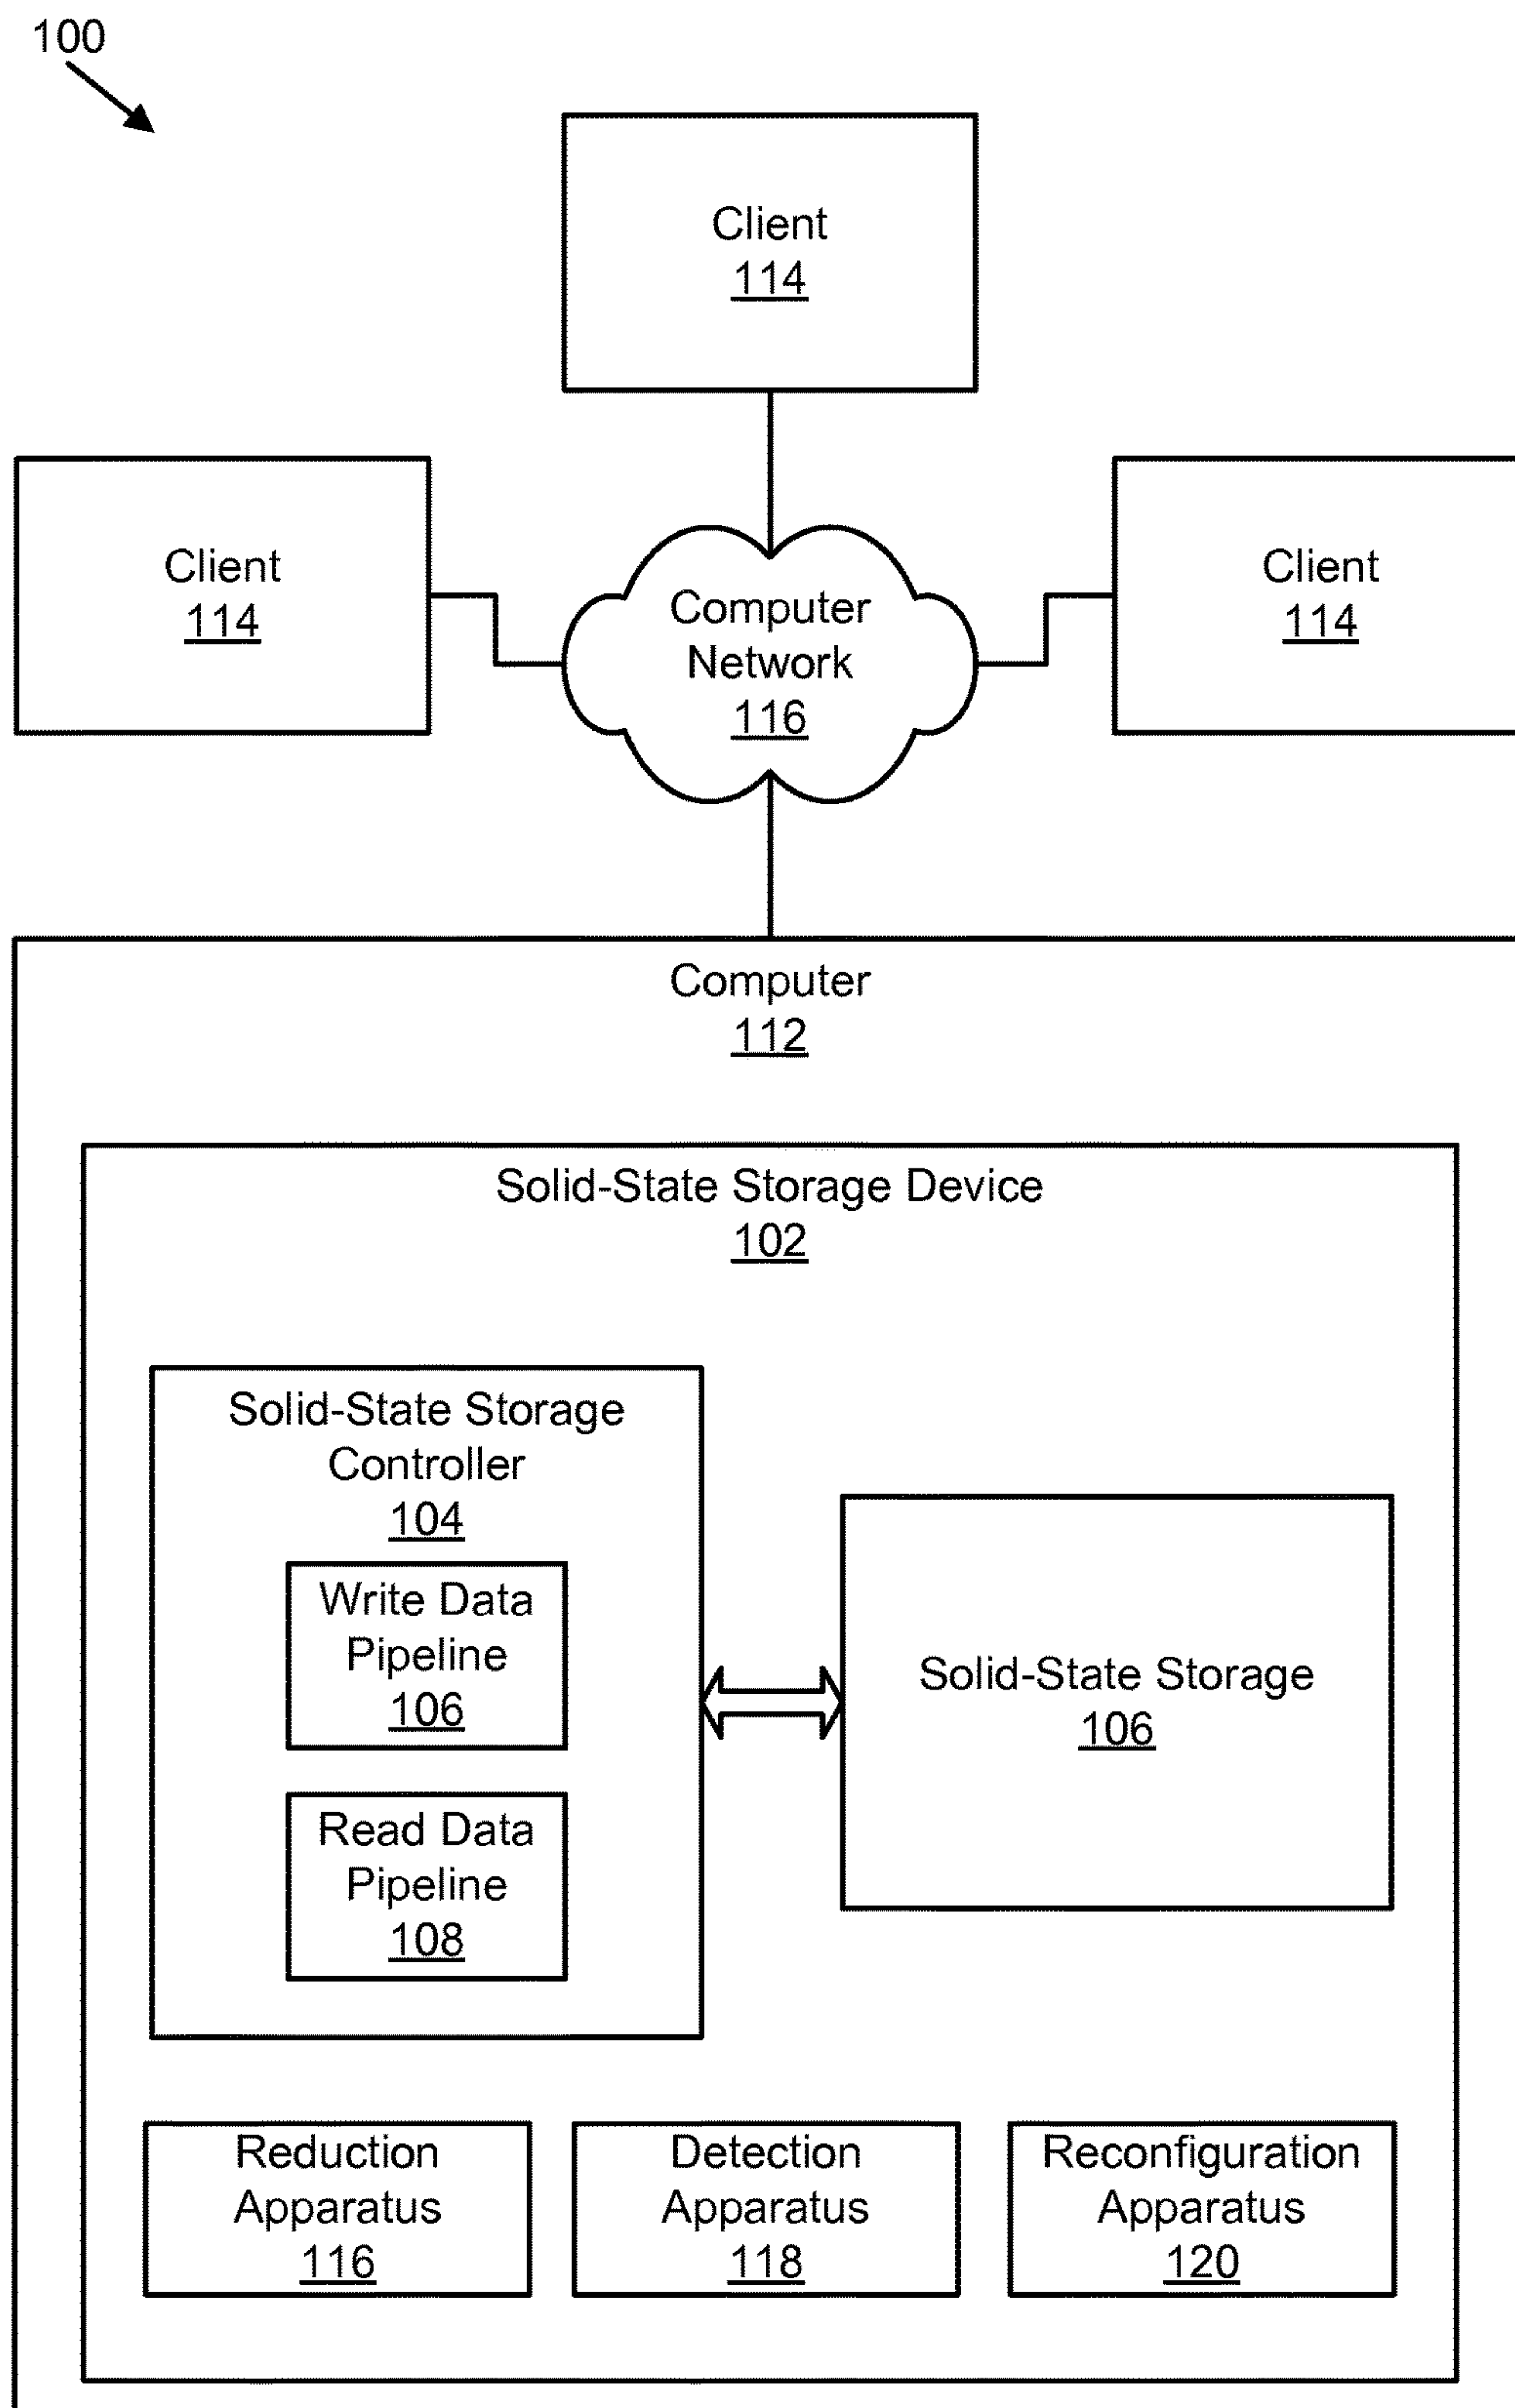 100
Client
114
Client
114
Client
114
Computer
Network
116
Computer
112
Solid-State Storage Device
102
Solid-State Storage
Controller
104
Write Data
Pipeline
106
Read Data
Pipeline
108
Solid-State Storage
106
Reduction
Apparatus
116
Detection
Apparatus
118
Reconfiguration
Apparatus
120